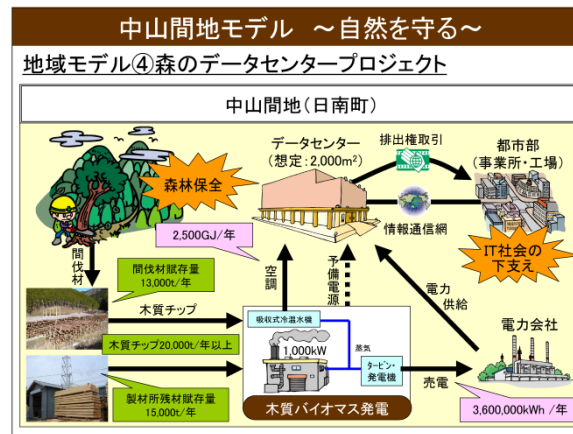 中山間地モデル ～自然を守る～
地域モデル④森のデータセンタープロジェクト
中山間地（日南町）
森林保全
データセンター
（想定：2,000m²）
排出権取引
都市部
（事業所・工場）
情報通信網
IT社会の
下支え
2,500GJ/年
間伐材
間伐材賦存量
13,000t/年
木質チップ
空調
予備電源
電力
供給
吸収式冷温水機
木質チップ20,000t/年以上
1,000kW
蒸気
タービン・
発電機
電力会社
売電
製材所残材賦存量
15,000t/年
木質バイオマス発電
3,600,000kWh /年